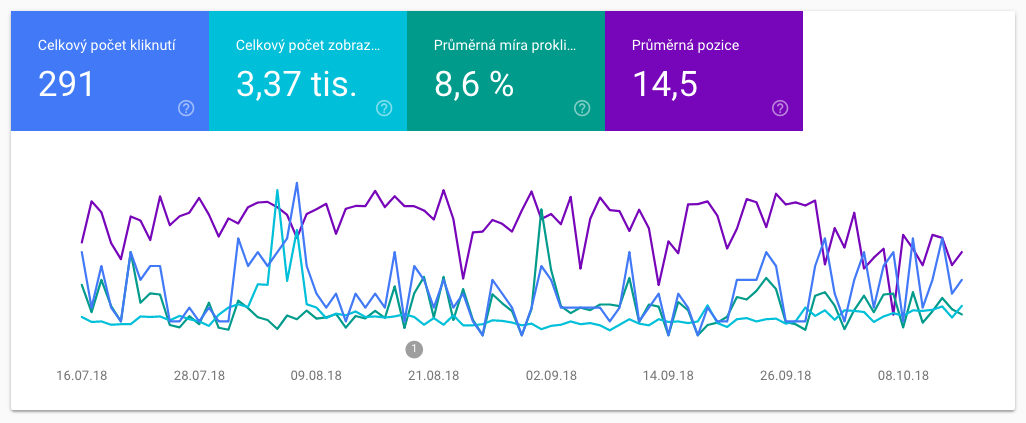 Celkový počet kliknutí
291
Celkový počet zobraz...
3,37 tis.
Průměrná míra prokli...
8,6 %
Průměrná pozice
14,5
1
16.07.18
28.07.18
09.08.18
21.08.18
02.09.18
14.09.18
26.09.18
08.10.18